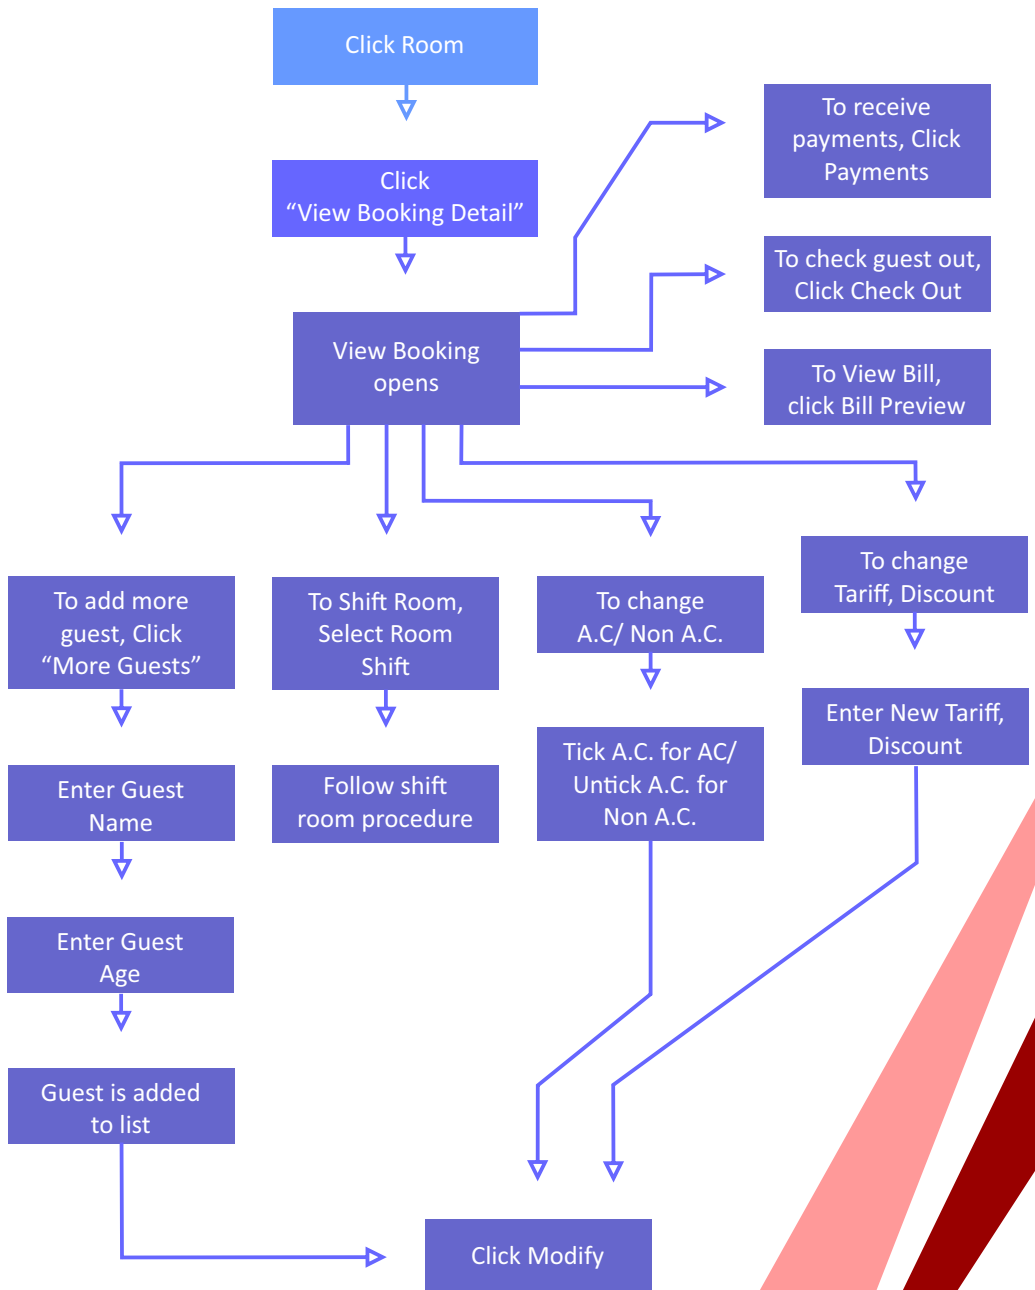 Click Room
To receive
payments, Click
Payments
Click
“View Booking Detail”
To check guest out,
Click Check Out
View Booking
opens
To View Bill,
click Bill Preview
To add more
guest, Click
“More Guests”
To Shift Room,
Select Room
Shift
To change
A.C/ Non A.C.
To change
Tariff, Discount
Enter New Tariff,
Discount
Enter Guest
Name
Follow shift
room procedure
Tick A.C. for AC/
Untick A.C. for
Non A.C.
Enter Guest
Age
Guest is added
to list
Click Modify